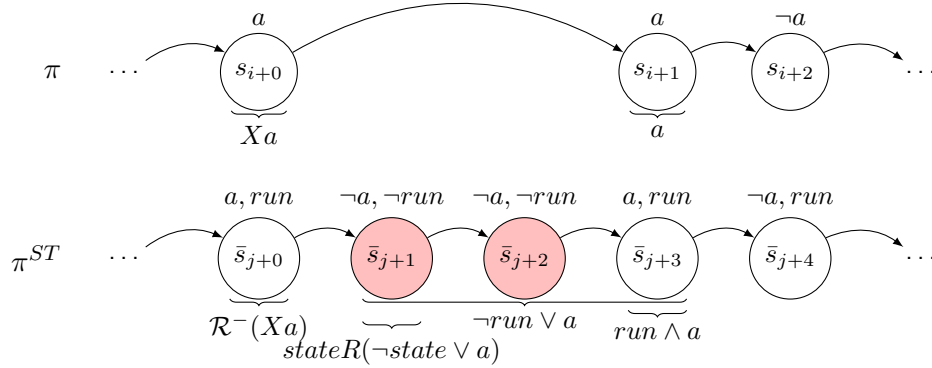 a a ¬a
π · · · s_{i+0} s_{i+1} s_{i+2} · · ·
Xa a
a, run ¬a, ¬run ¬a, ¬run a, run ¬a, run
π^{ST} · · · s̄_{j+0} s̄_{j+1} s̄_{j+2} s̄_{j+3} s̄_{j+4} · · ·
ℛ⁻(Xa) ¬run ∨ a run ∧ a
stateR(¬state ∨ a)